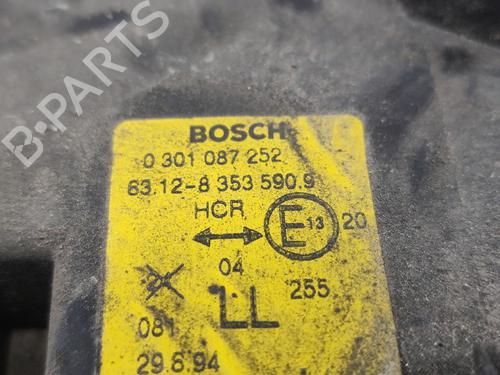 B-Parts
BOSCH
0 301 087 252
63.12-8 353 590.9
HCR E 13 20
04
24 LL 255
081
29.6.94